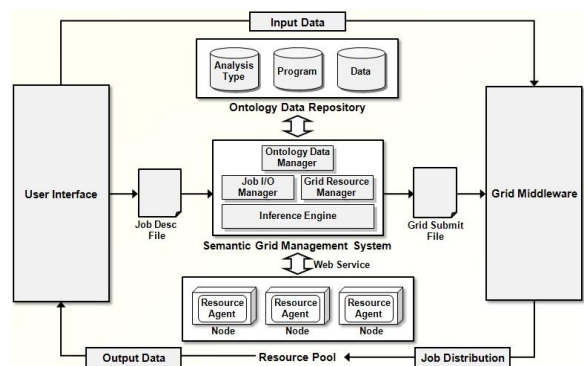 Input Data
Analysis
Type
Program
Data
Ontology Data Repository
Ontology Data
Manager
Job I/O
Manager
Grid Resource
Manager
Inference Engine
Semantic Grid Management System
User Interface
Job Desc
File
Grid Submit
File
Grid Middleware
Web Service
Resource
Agent
Node
Resource
Agent
Node
Resource
Agent
Node
Output Data
Resource Pool
Job Distribution